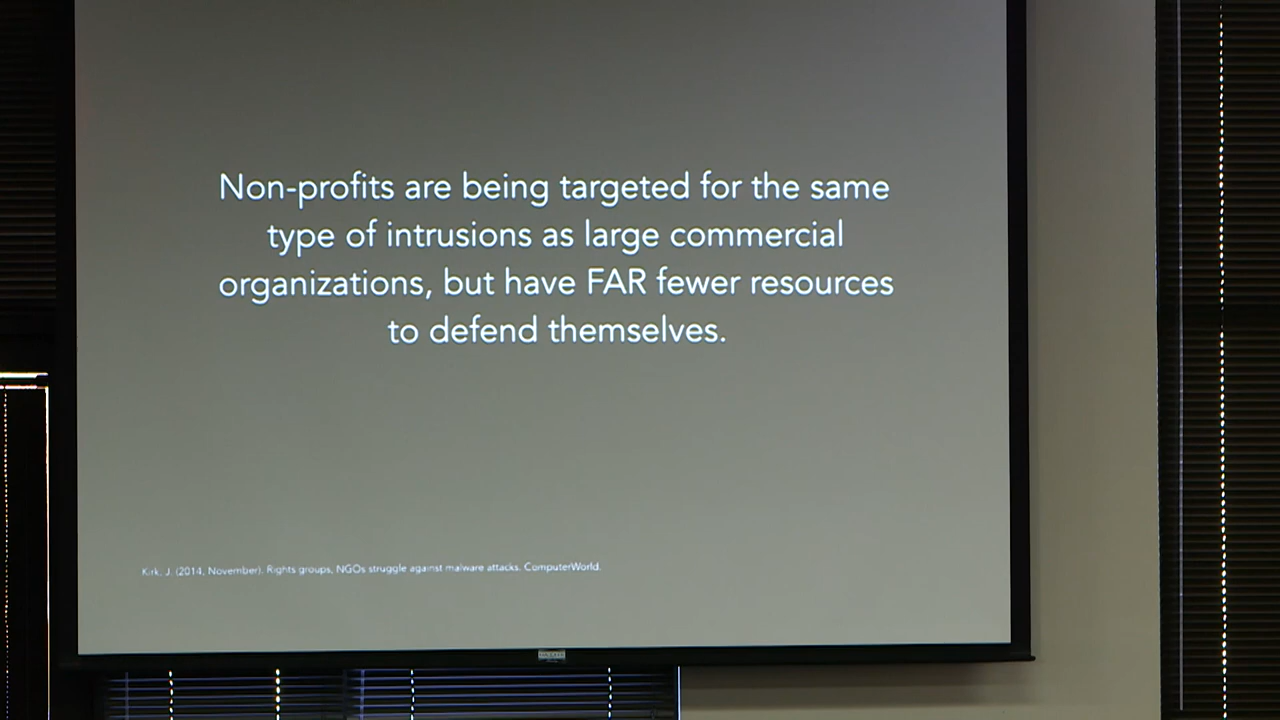 Non-profits are being targeted for the same
type of intrusions as large commercial
organizations, but have FAR fewer resources
to defend themselves.
Kirk, J. (2014, November). Rights groups, NGOs struggle against malware attacks. ComputerWorld.